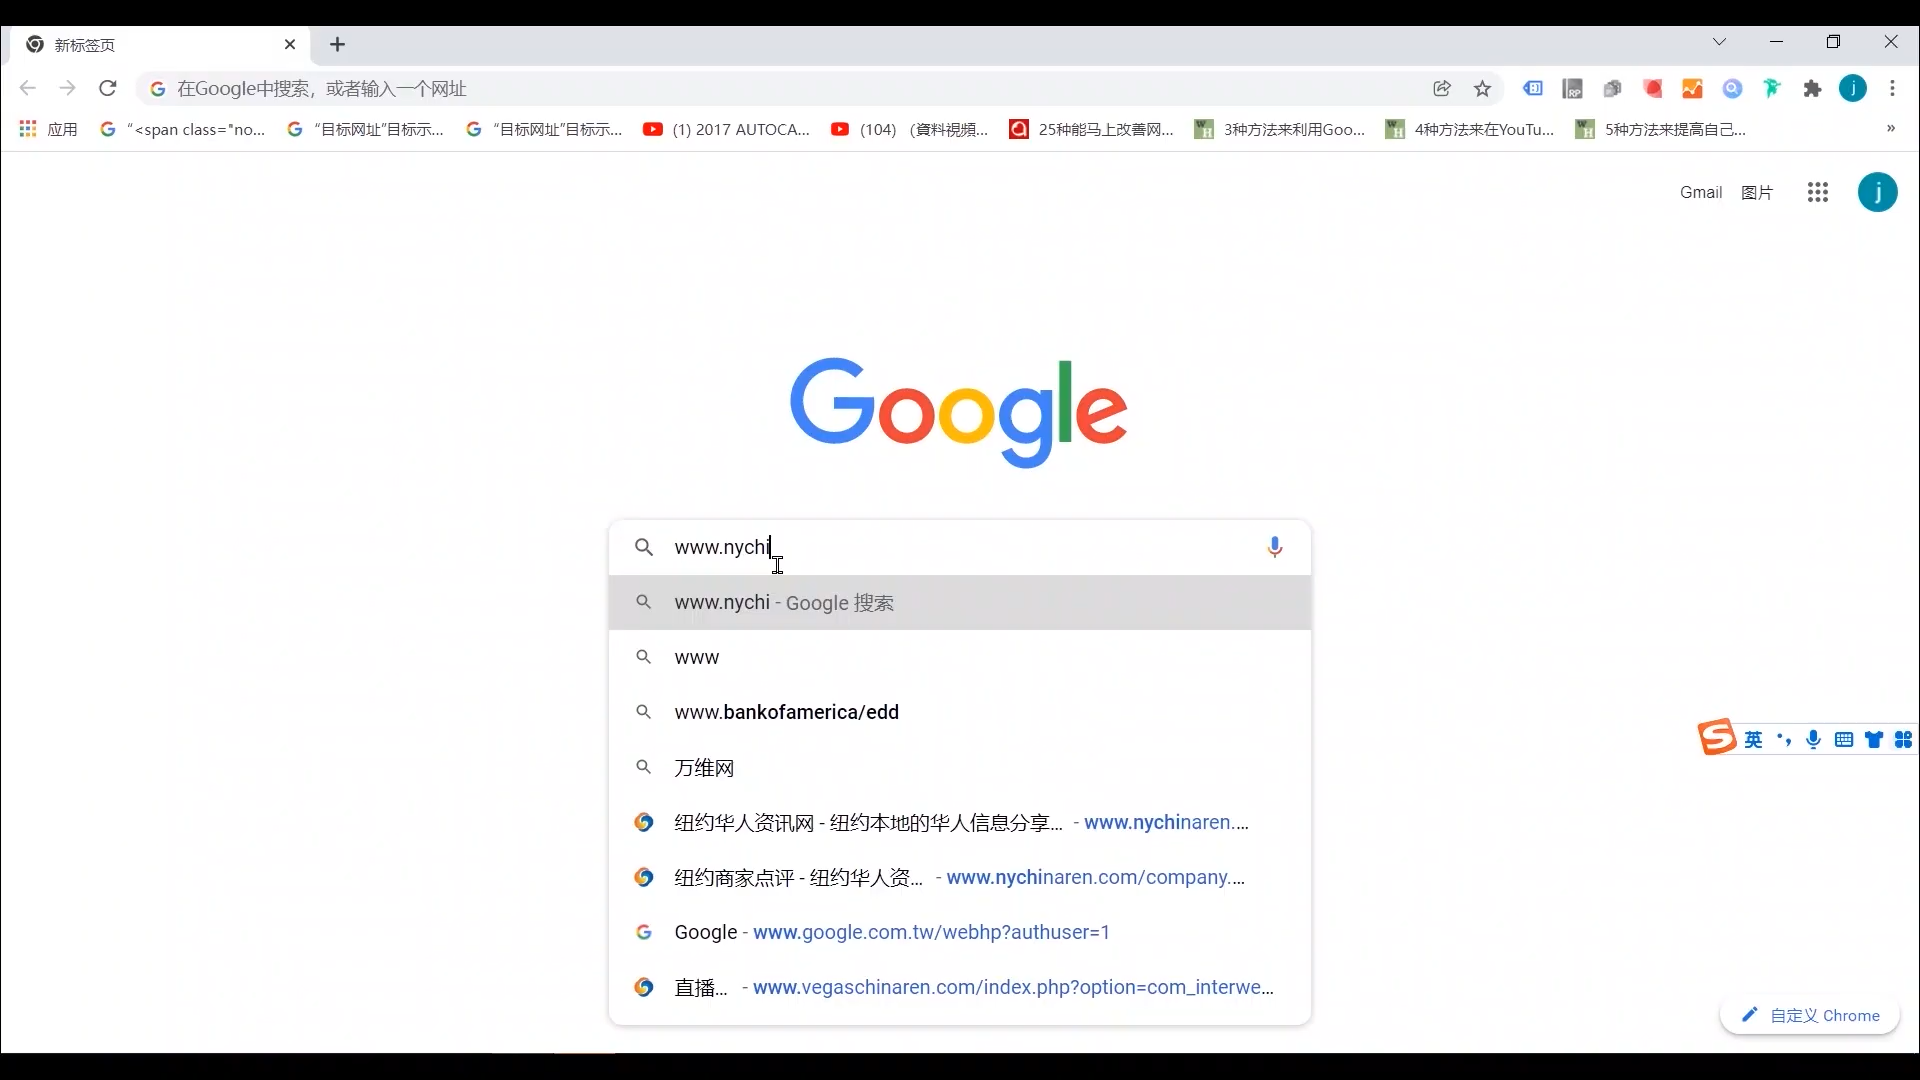 新标签页
在Google中搜索，或者输入一个网址
应用 "<span class="no... "目标网址"目标示... "目标网址"目标示... (1) 2017 AUTOCA... (104) （資料視頻... 25种能马上改善网... 3种方法来利用Goo... 4种方法来在YouTu... 5种方法来提高自己... »
Gmail 图片 j
Google
www.nychi
www.nychi - Google 搜索
www
www.bankofamerica/edd
万维网
纽约华人资讯网 - 纽约本地的华人信息分享... - www.nychinaren....
纽约商家点评 - 纽约华人资... - www.nychinaren.com/company....
Google - www.google.com.tw/webhp?authuser=1
直播... - www.vegaschinaren.com/index.php?option=com_interwe...
英
自定义 Chrome